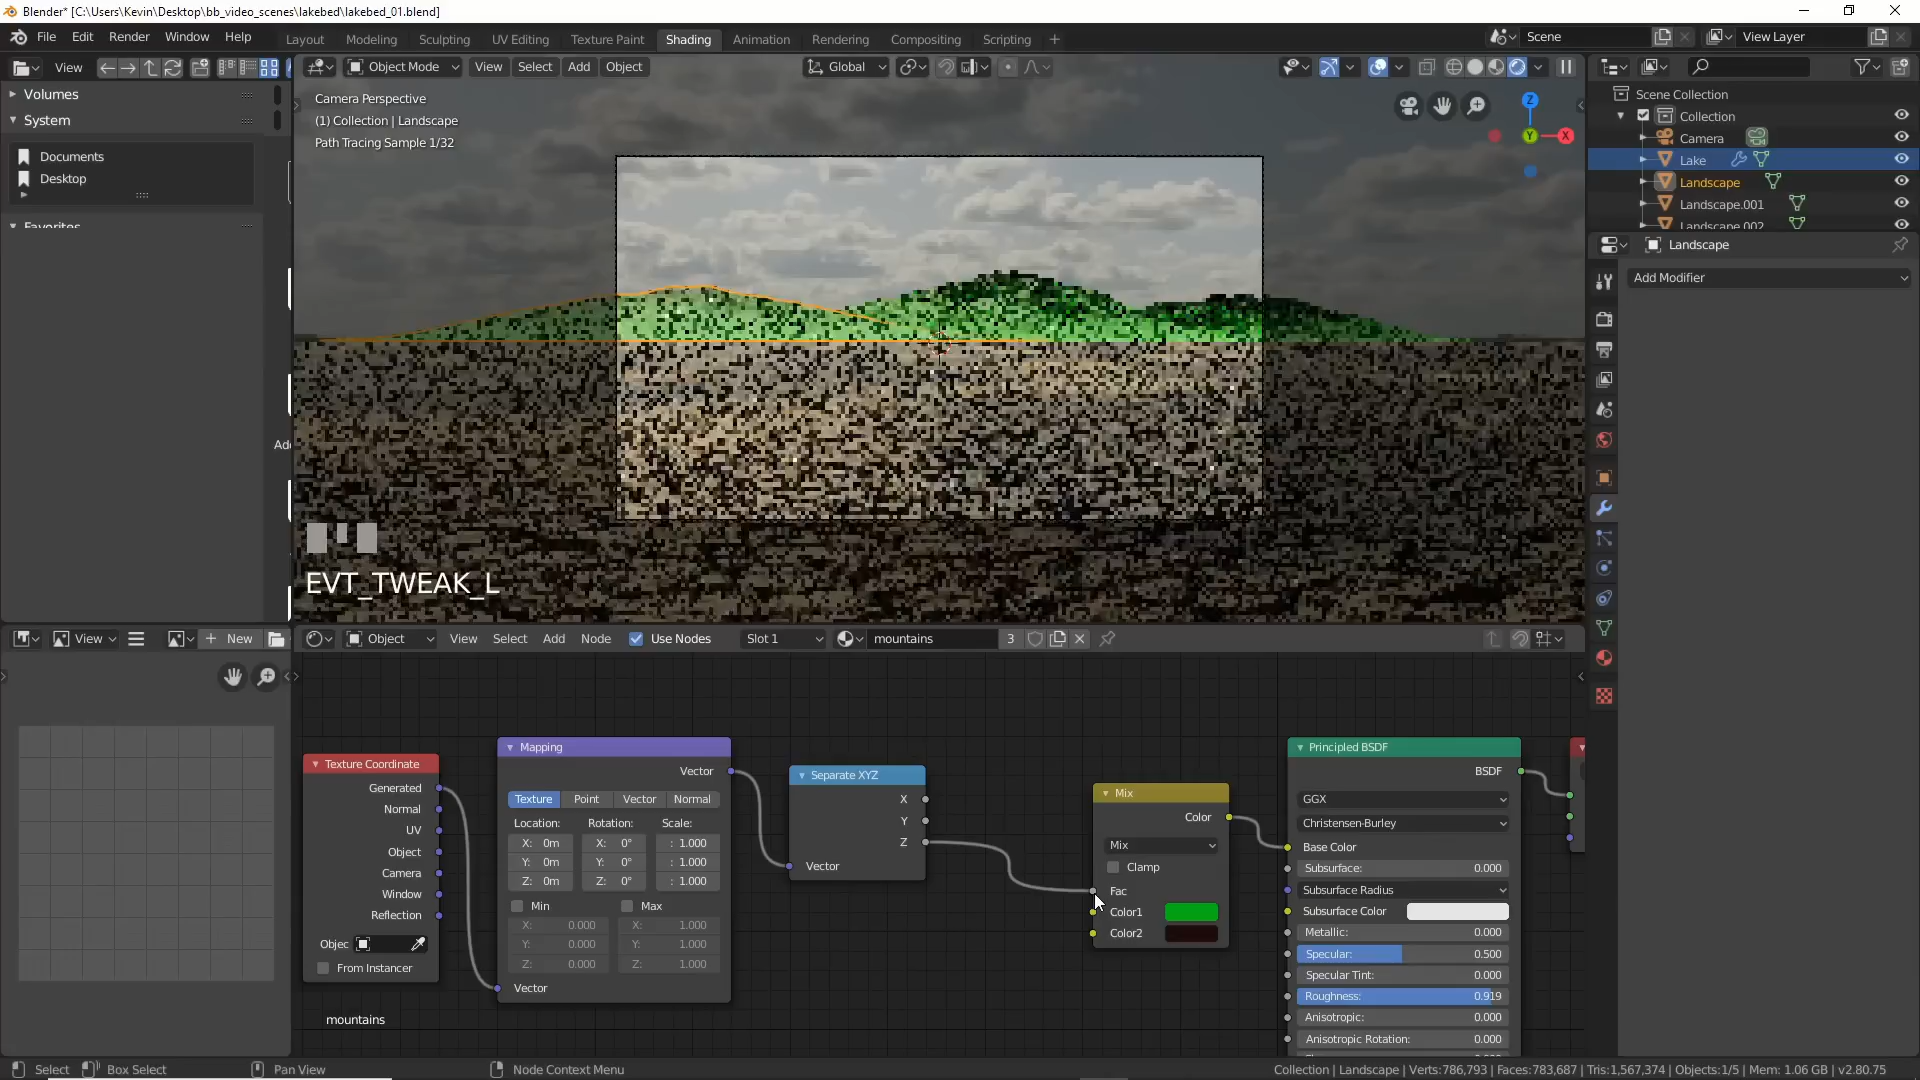 Blender* [C:\Users\Kevin\Desktop\bb_video_scenes\lakebed\lakebed_01.blend]
File Edit Render Window Help
Layout Modeling Sculpting UV Editing Texture Paint Shading Animation Rendering Compositing Scripting
Scene
View Layer
View
Object Mode View Select Add Object
Global
Volumes
System
Documents
Desktop
Favorites
Camera Perspective
(1) Collection | Landscape
Path Tracing Sample 1/32
Z
Y
X
EVT_TWEAK_L
Scene Collection
Collection
Camera
Lake
Landscape
Landscape.001
Landscape.002
Landscape
Add Modifier
View
New
Object View Select Add Node Use Nodes Slot 1 mountains 3
Texture Coordinate
Generated
Normal
UV
Object
Camera
Window
Reflection
Objec
From Instancer
mountains
Mapping
Vector
Texture Point Vector Normal
Location: Rotation: Scale:
X: 0m X: 0° : 1.000
Y: 0m Y: 0° : 1.000
Z: 0m Z: 0° : 1.000
Min Max
X: 0.000 X: 1.000
Y: 0.000 Y: 1.000
Z: 0.000 Z: 1.000
Vector
Separate XYZ
X
Y
Z
Vector
Mix
Color
Mix
Clamp
Fac
Color1
Color2
Principled BSDF
BSDF
GGX
Christensen-Burley
Base Color
Subsurface: 0.000
Subsurface Radius
Subsurface Color
Metallic: 0.000
Specular: 0.500
Specular Tint: 0.000
Roughness: 0.919
Anisotropic: 0.000
Anisotropic Rotation: 0.000
Select Box Select Pan View Node Context Menu
Collection | Landscape | Verts:786,793 | Faces:783,687 | Tris:1,567,374 | Objects:1/5 | Mem: 1.06 GB | v2.80.75